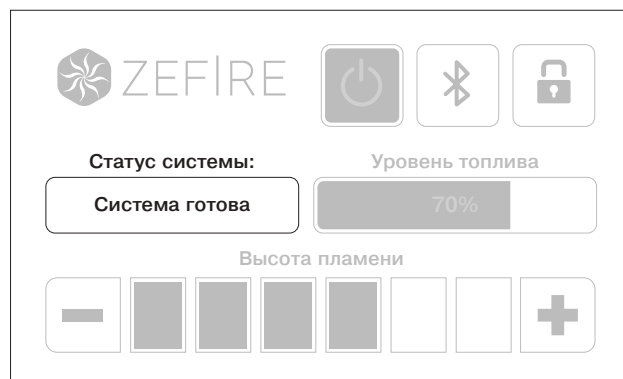 ZEFIRE
Статус системы:
Уровень топлива
Система готова
70%
Высота пламени